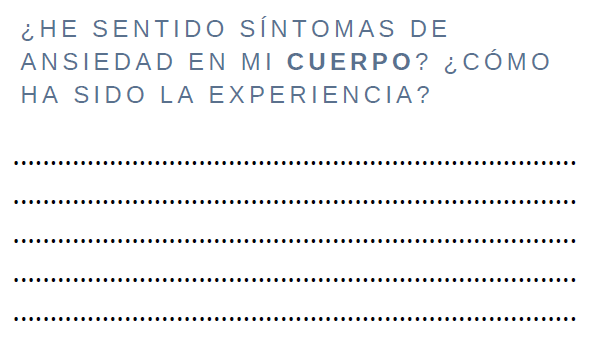 ¿HE SENTIDO SÍNTOMAS DE
ANSIEDAD EN MI CUERPO? ¿CÓMO
HA SIDO LA EXPERIENCIA?